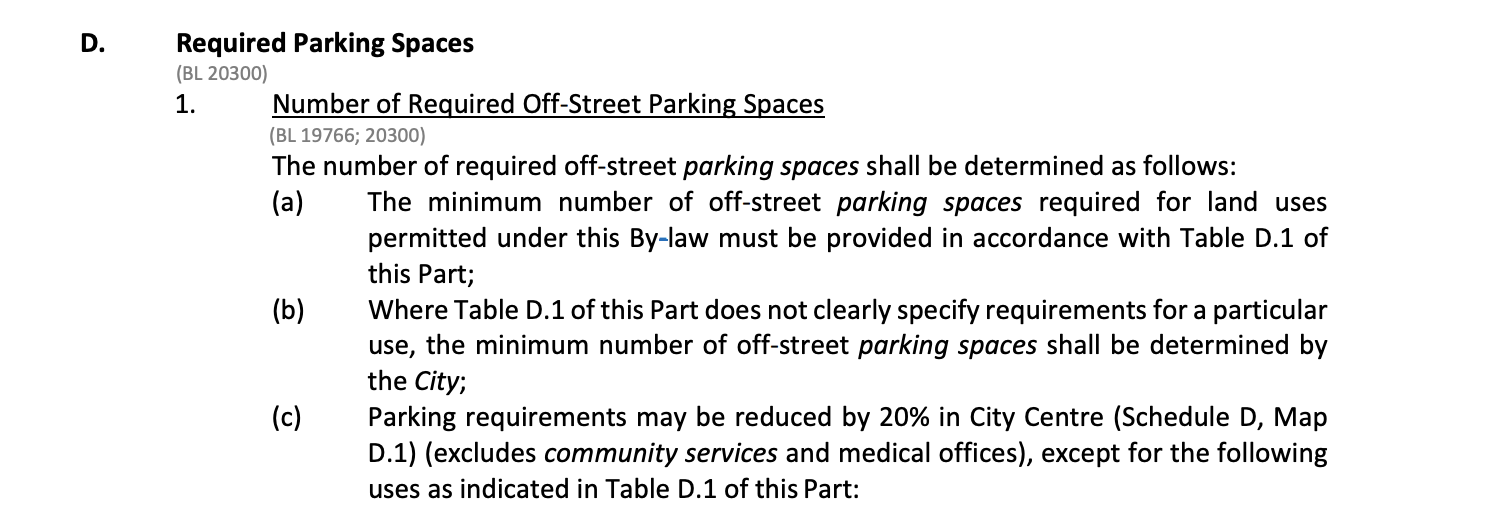 D. Required Parking Spaces
(BL 20300)
1. Number of Required Off-Street Parking Spaces
(BL 19766; 20300)
The number of required off-street parking spaces shall be determined as follows:
(a) The minimum number of off-street parking spaces required for land uses
permitted under this By-law must be provided in accordance with Table D.1 of
this Part;
(b) Where Table D.1 of this Part does not clearly specify requirements for a particular
use, the minimum number of off-street parking spaces shall be determined by
the City;
(c) Parking requirements may be reduced by 20% in City Centre (Schedule D, Map
D.1) (excludes community services and medical offices), except for the following
uses as indicated in Table D.1 of this Part: